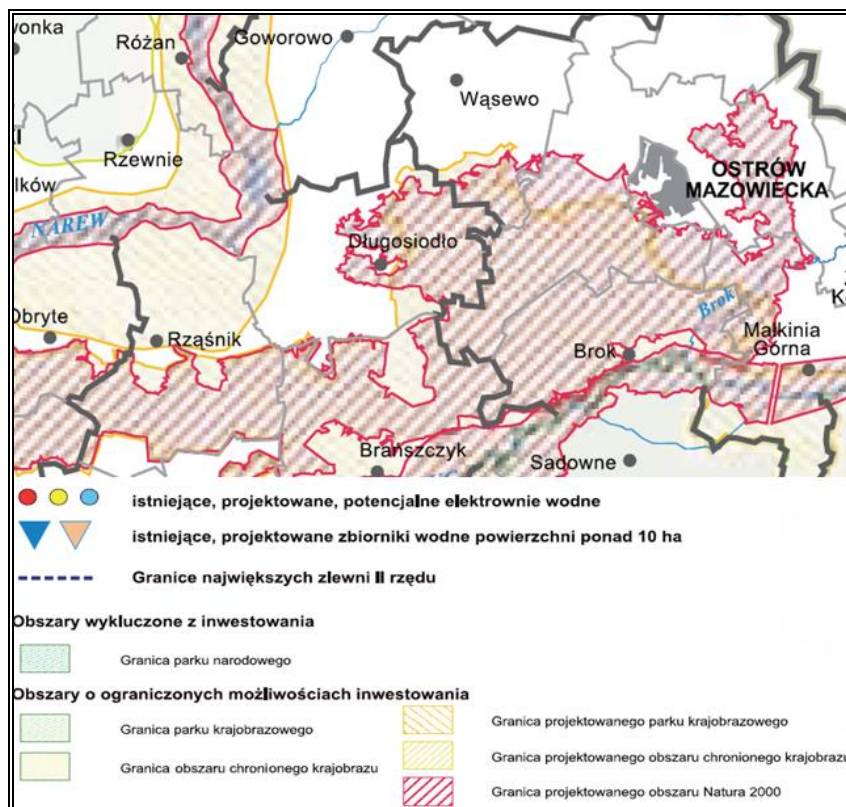 wonka
Różan
Goworowo
Wąsewo
Rzewnie
OSTRÓW
MAZOWIECKA
NAREW
Długosiodło
Brok
Małkinia
Górna
Obryte
Rząśnik
Brok
Brańszczyk
Sadowne
istniejące, projektowane, potencjalne elektrownie wodne
istniejące, projektowane zbiorniki wodne powierzchni ponad 10 ha
Granice największych zlewni II rzędu
Obszary wykluczone z inwestowania
Granica parku narodowego
Obszary o ograniczonych możliwościach inwestowania
Granica parku krajobrazowego
Granica projektowanego parku krajobrazowego
Granica obszaru chronionego krajobrazu
Granica projektowanego obszaru chronionego krajobrazu
Granica projektowanego obszaru Natura 2000